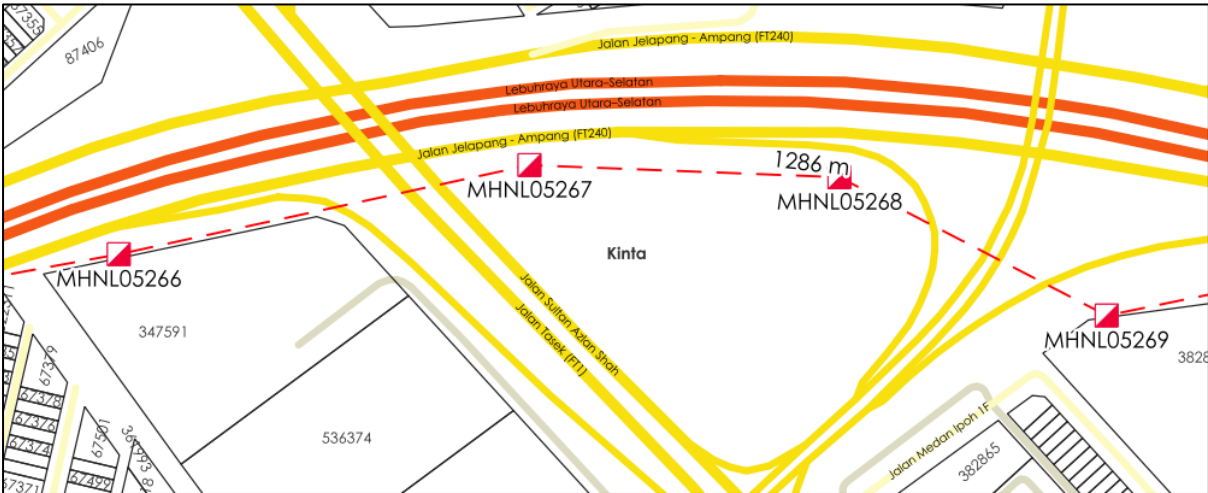 67355
87406
Jalan Jelapang - Ampang (FT240)
Lebuhraya Utara–Selatan
Lebuhraya Utara–Selatan
Jalan Jelapang - Ampang (FT240)
1286 m
MHNL05267
MHNL05268
Kinta
MHNL05266
Jalan Sultan Azlan Shah
Jalan Tasek (FT1)
347591
MHNL05269
3828
67379
67378
67376
67374
67371
67501
67499
536374
Jalan Medan Ipoh 1F
382865